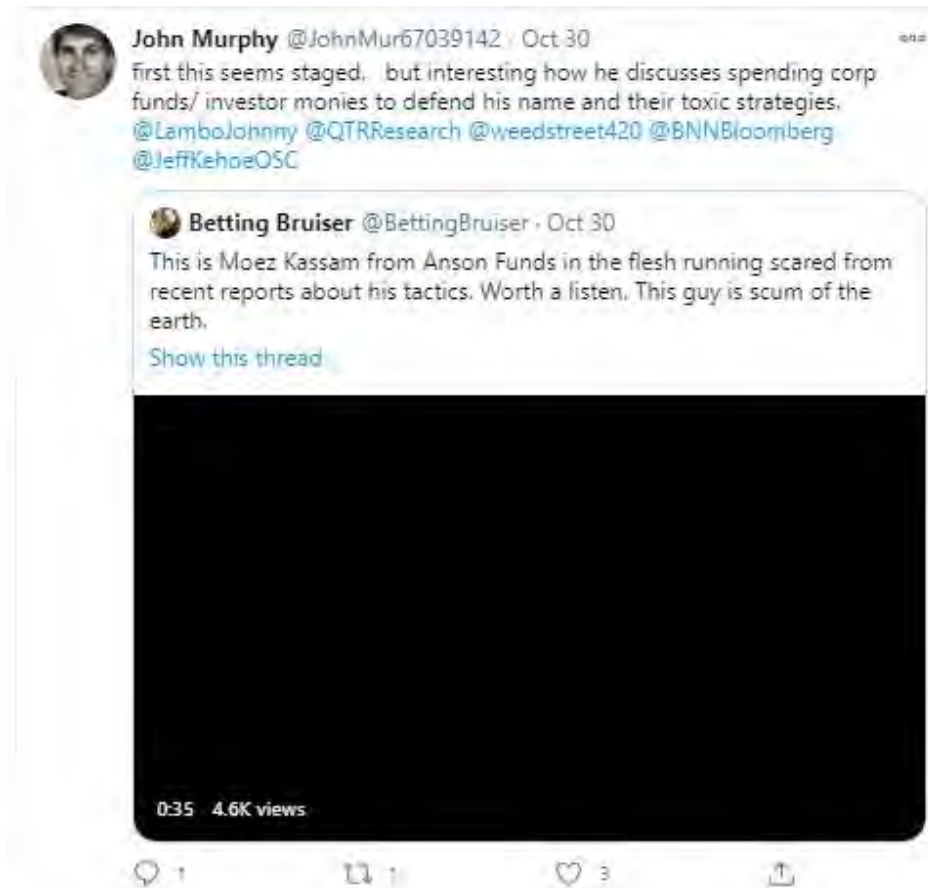 John Murphy @JohnMur67039142 · Oct 30
first this seems staged. but interesting how he discusses spending corp
funds/ investor monies to defend his name and their toxic strategies.
@LamboJohnny @QTRResearch @weedstreet420 @BNNBloomberg
@JeffKehoeOSC
Betting Bruiser @BettingBruiser · Oct 30
This is Moez Kassam from Anson Funds in the flesh running scared from
recent reports about his tactics. Worth a listen. This guy is scum of the
earth.
Show this thread
0:35 4.6K views
1 1 3